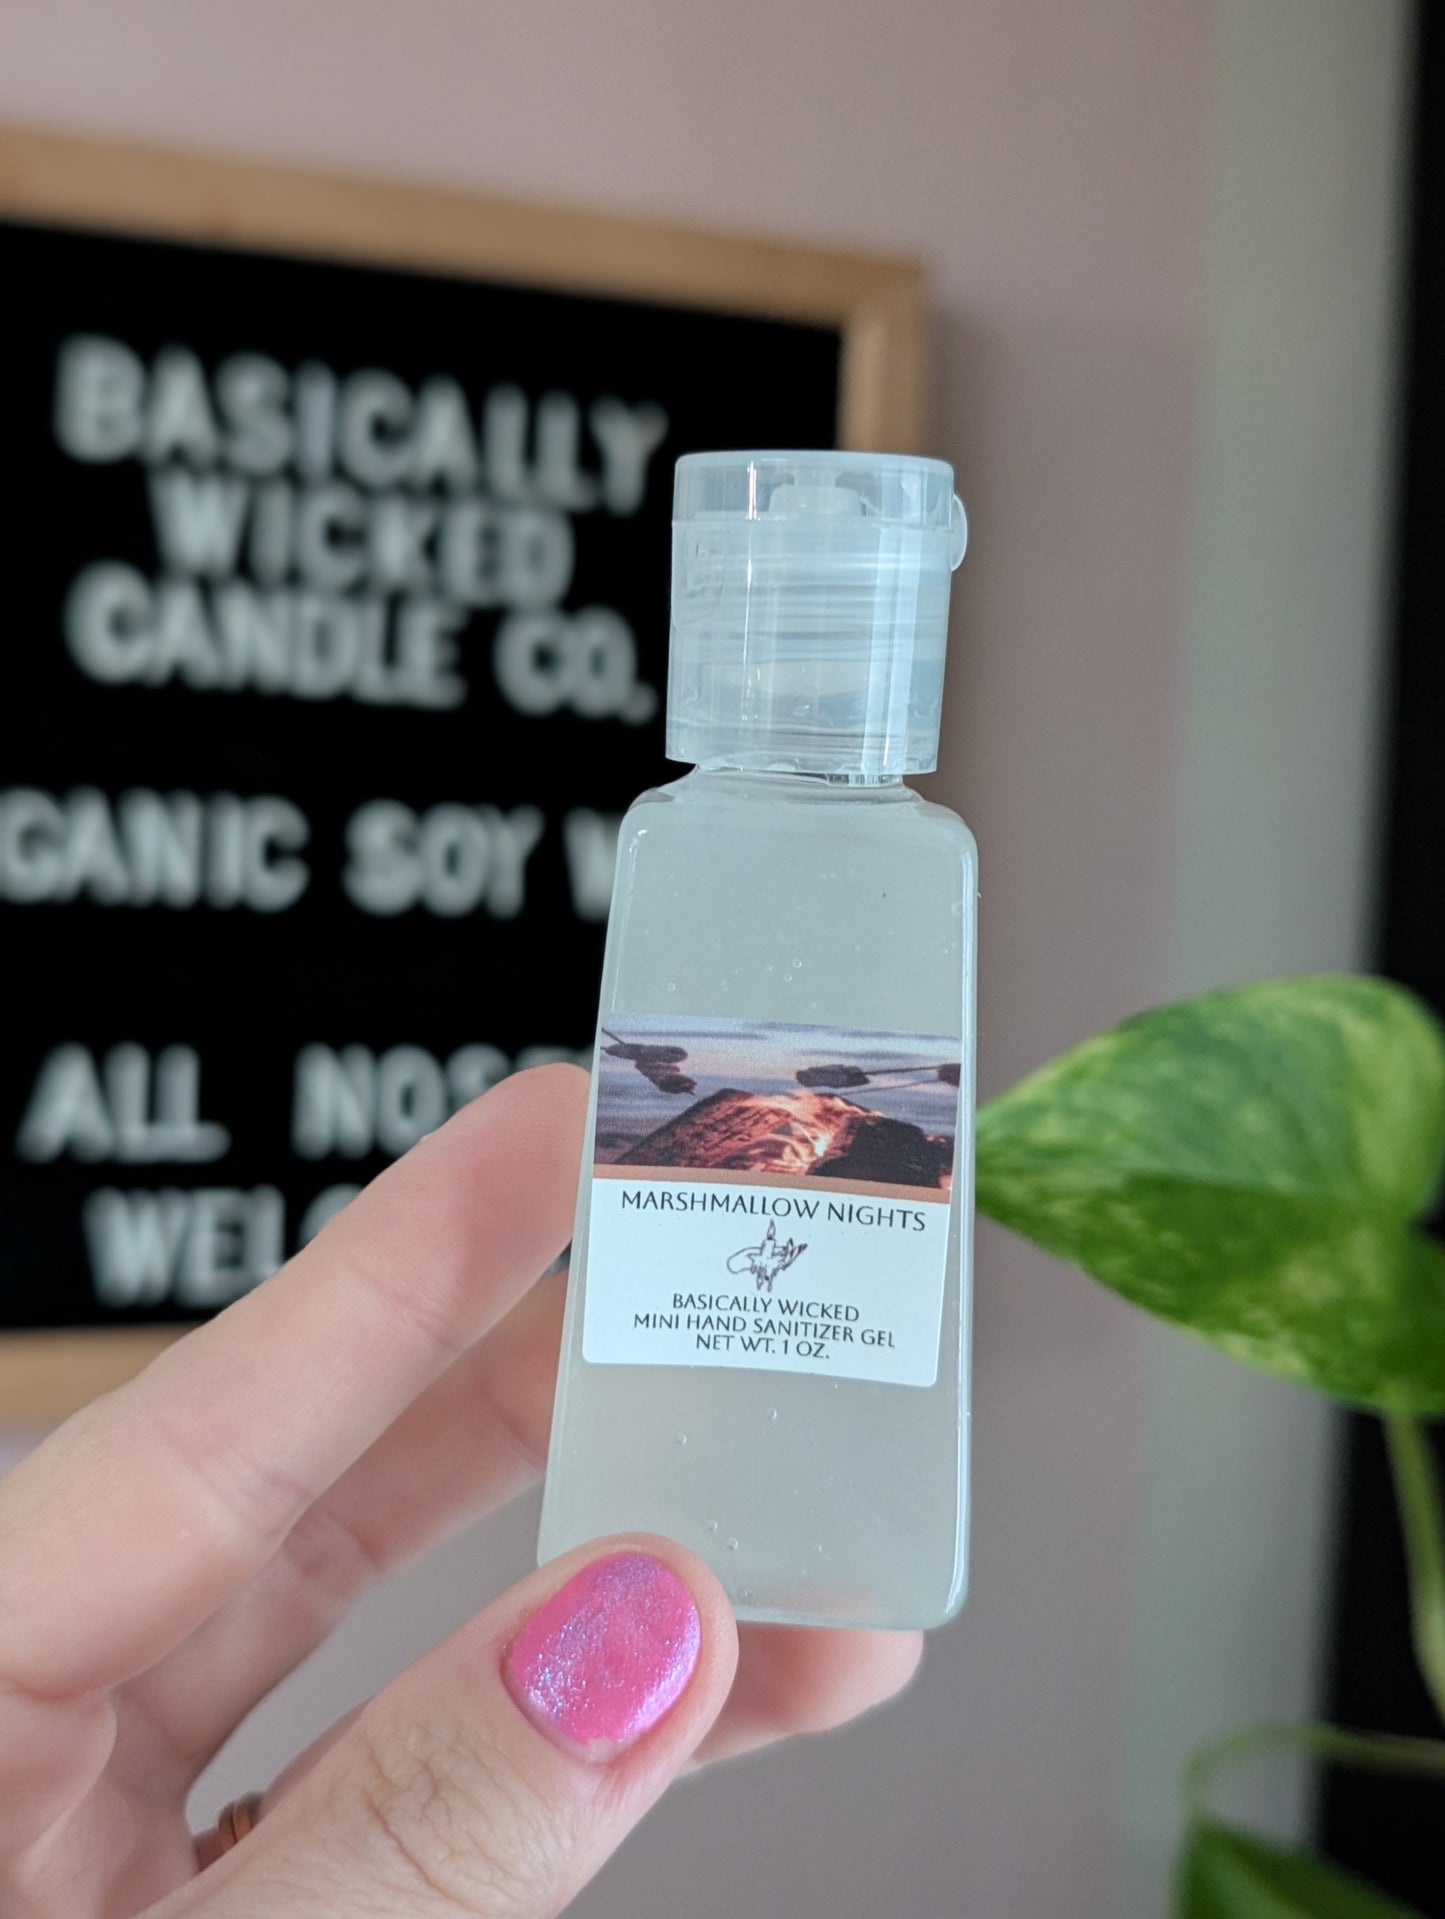 BASICALLY
WICKED
CANDLE CO.
GANIC SOY W
ALL NOS
WEL
MARSHMALLOW NIGHTS
BASICALLY WICKED
MINI HAND SANITIZER GEL
NET WT. 1 OZ.